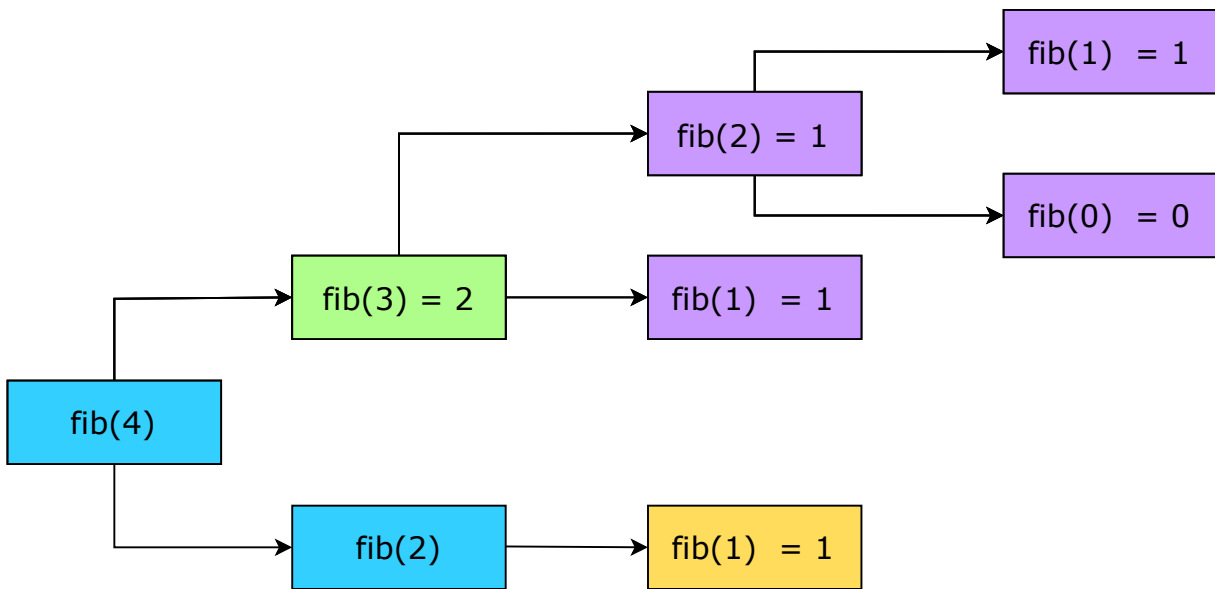 fib(1) = 1
fib(2) = 1
fib(0) = 0
fib(3) = 2
fib(1) = 1
fib(4)
fib(2)
fib(1) = 1